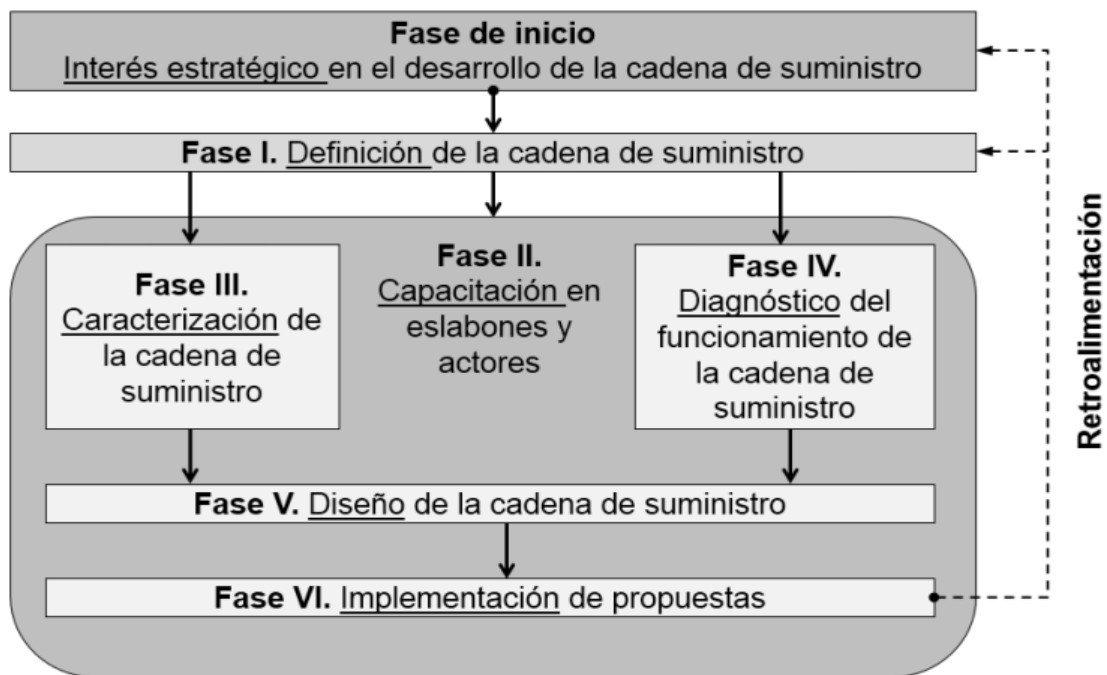 Fase de inicio
Interés estratégico en el desarrollo de la cadena de suministro
Fase I. Definición de la cadena de suministro
Fase III.
Caracterización de
la cadena de
suministro
Fase II.
Capacitación en
eslabones y
actores
Fase IV.
Diagnóstico del
funcionamiento de
la cadena de
suministro
Fase V. Diseño de la cadena de suministro
Fase VI. Implementación de propuestas
Retroalimentación